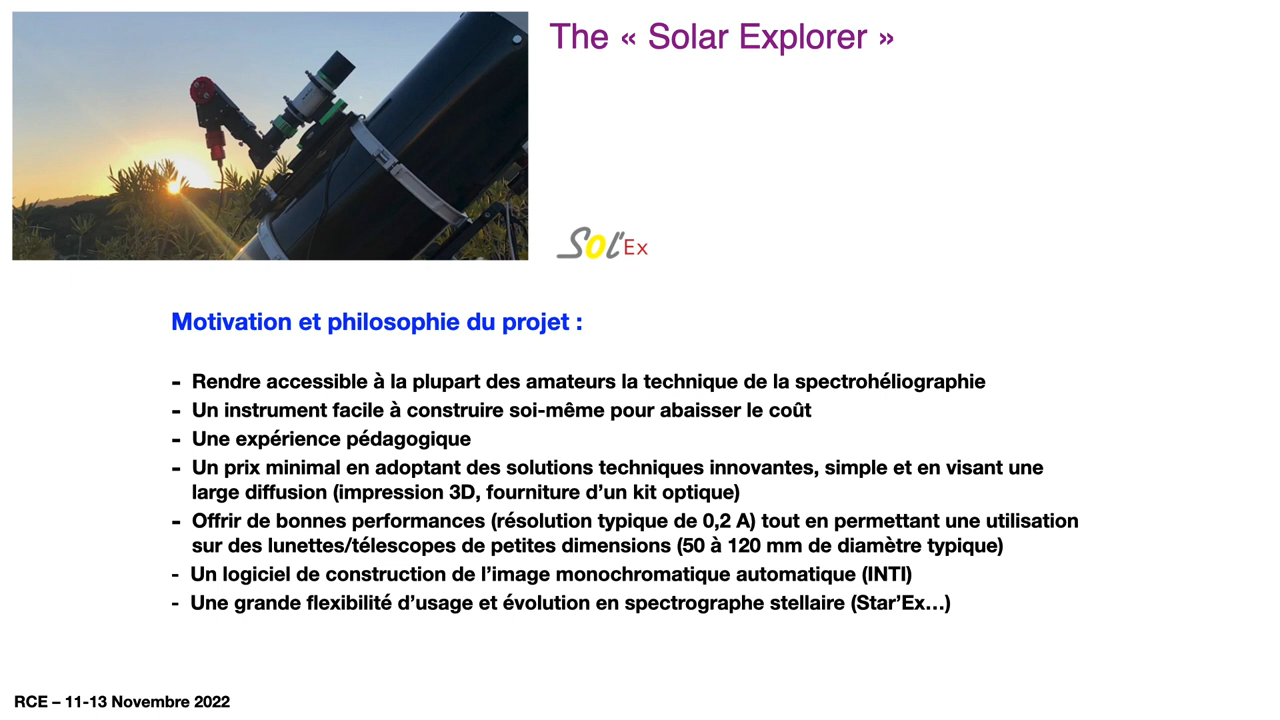 The « Solar Explorer »
Sol'Ex
Motivation et philosophie du projet :
- Rendre accessible à la plupart des amateurs la technique de la spectrohéliographie
- Un instrument facile à construire soi-même pour abaisser le coût
- Une expérience pédagogique
- Un prix minimal en adoptant des solutions techniques innovantes, simple et en visant une
large diffusion (impression 3D, fourniture d’un kit optique)
- Offrir de bonnes performances (résolution typique de 0,2 A) tout en permettant une utilisation
sur des lunettes/télescopes de petites dimensions (50 à 120 mm de diamètre typique)
- Un logiciel de construction de l’image monochromatique automatique (INTI)
- Une grande flexibilité d’usage et évolution en spectrographe stellaire (Star’Ex…)
RCE – 11-13 Novembre 2022